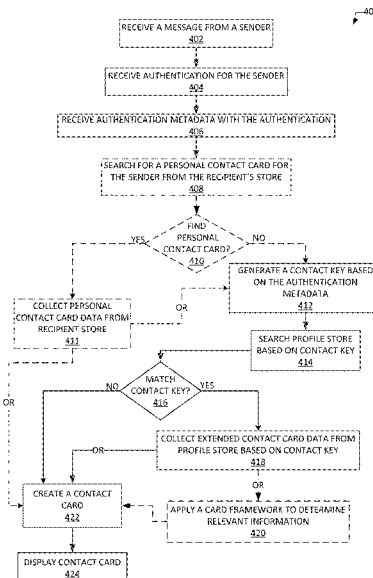 40
RECEIVE A MESSAGE FROM A SENDER
402
RECEIVE AUTHENTICATION FOR THE SENDER
404
RECEIVE AUTHENTICATION METADATA WITH THE AUTHENTICATION
406
SEARCH FOR A PERSONAL CONTACT CARD FOR
THE SENDER FROM THE RECIPIENT'S STORE
408
YES
FIND
PERSONAL
CONTACT CARD?
410
NO
GENERATE A CONTACT KEY BASED
ON THE AUTHENTICATION
METADATA
412
COLLECT PERSONAL
CONTACT CARD DATA FROM
RECIPIENT STORE
411
OR
SEARCH PROFILE STORE
BASED ON CONTACT KEY
414
OR
NO
MATCH
CONTACT KEY?
416
YES
COLLECT EXTENDED CONTACT CARD DATA FROM
PROFILE STORE BASED ON CONTACT KEY
418
OR
OR
CREATE A CONTACT
CARD
422
APPLY A CARD FRAMEWORK TO DETERMINE
RELEVANT INFORMATION
420
DISPLAY CONTACT CARD
424